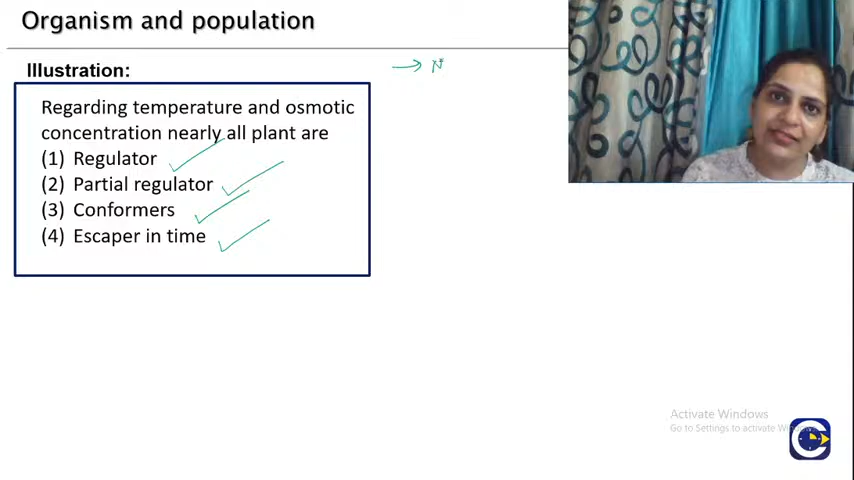 Organism and population
Illustration:
Regarding temperature and osmotic
concentration nearly all plant are
(1) Regulator
(2) Partial regulator
(3) Conformers
(4) Escaper in time
Activate Windows
Go to Settings to activate